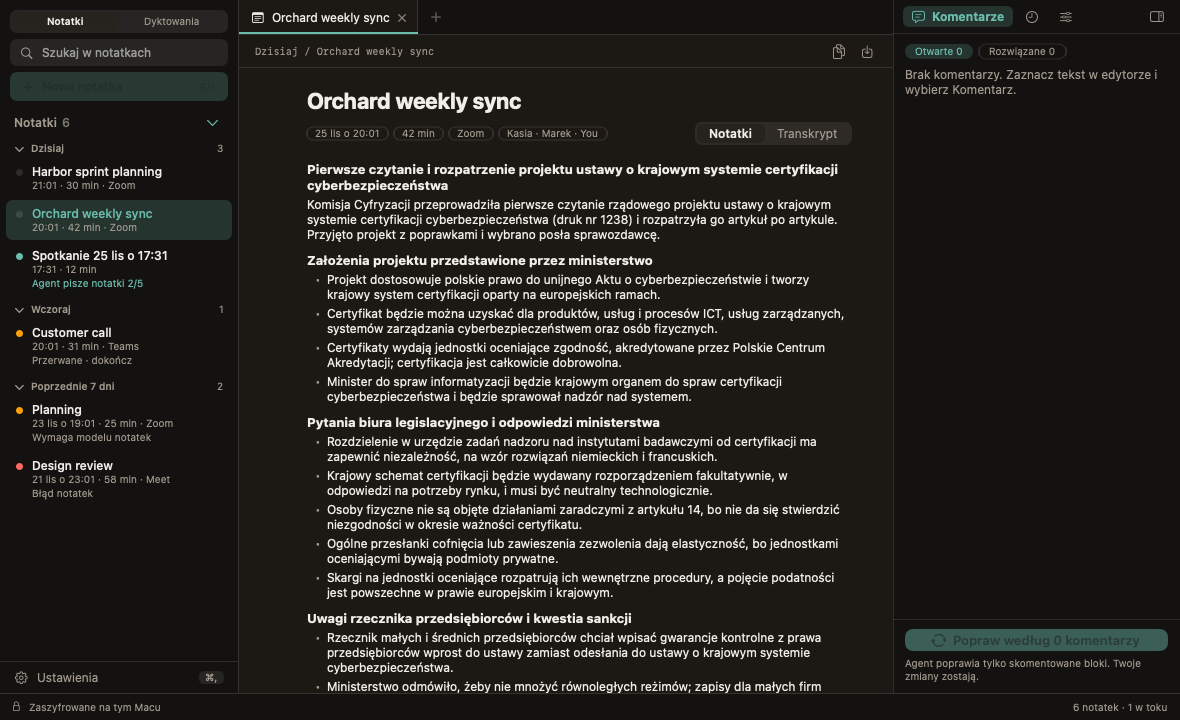 Notatki
Dyktowania
Szukaj w notatkach
Nowa notatka ⌘N
Notatki 6
Dzisiaj 3
Harbor sprint planning
21:01 · 30 min · Zoom
Orchard weekly sync
20:01 · 42 min · Zoom
Spotkanie 25 lis o 17:31
17:31 · 12 min
Agent pisze notatki 2/5
Wczoraj 1
Customer call
20:01 · 31 min · Teams
Przerwane · dokończ
Poprzednie 7 dni 2
Planning
23 lis o 19:01 · 25 min · Zoom
Wymaga modelu notatek
Design review
21 lis o 23:01 · 58 min · Meet
Błąd notatek
Ustawienia ⌘,
Zaszyfrowane na tym Macu
Orchard weekly sync
Dzisiaj / Orchard weekly sync
Orchard weekly sync
25 lis o 20:01
42 min
Zoom
Kasia · Marek · You
Notatki
Transkrypt
Pierwsze czytanie i rozpatrzenie projektu ustawy o krajowym systemie certyfikacji
cyberbezpieczeństwa
Komisja Cyfryzacji przeprowadziła pierwsze czytanie rządowego projektu ustawy o krajowym
systemie certyfikacji cyberbezpieczeństwa (druk nr 1238) i rozpatrzyła go artykuł po artykule.
Przyjęto projekt z poprawkami i wybrano posła sprawozdawcę.
Założenia projektu przedstawione przez ministerstwo
• Projekt dostosowuje polskie prawo do unijnego Aktu o cyberbezpieczeństwie i tworzy
krajowy system certyfikacji oparty na europejskich ramach.
• Certyfikat będzie można uzyskać dla produktów, usług i procesów ICT, usług zarządzanych,
systemów zarządzania cyberbezpieczeństwem oraz osób fizycznych.
• Certyfikaty wydają jednostki oceniające zgodność, akredytowane przez Polskie Centrum
Akredytacji; certyfikacja jest całkowicie dobrowolna.
• Minister do spraw informatyzacji będzie krajowym organem do spraw certyfikacji
cyberbezpieczeństwa i będzie sprawował nadzór nad systemem.
Pytania biura legislacyjnego i odpowiedzi ministerstwa
• Rozdzielenie w urzędzie zadań nadzoru nad instytutami badawczymi od certyfikacji ma
zapewnić niezależność, na wzór rozwiązań niemieckich i francuskich.
• Krajowy schemat certyfikacji będzie wydawany rozporządzeniem fakultatywnie, w
odpowiedzi na potrzeby rynku, i musi być neutralny technologicznie.
• Osoby fizyczne nie są objęte działaniami zaradczymi z artykułu 14, bo nie da się stwierdzić
niezgodności w okresie ważności certyfikatu.
• Ogólne przesłanki cofnięcia lub zawieszenia zezwolenia dają elastyczność, bo jednostkami
oceniającymi bywają podmioty prywatne.
• Skargi na jednostki oceniające rozpatrują ich wewnętrzne procedury, a pojęcie podatności
jest powszechne w prawie europejskim i krajowym.
Uwagi rzecznika przedsiębiorców i kwestia sankcji
• Rzecznik małych i średnich przedsiębiorców chciał wpisać gwarancje kontrolne z prawa
przedsiębiorców wprost do ustawy zamiast odesłania do ustawy o krajowym systemie
cyberbezpieczeństwa.
• Ministerstwo odmówiło, żeby nie mnożyć równoległych reżimów; zapisy dla małych firm
Komentarze
Otwarte 0
Rozwiązane 0
Brak komentarzy. Zaznacz tekst w edytorze i
wybierz Komentarz.
Popraw według 0 komentarzy
Agent poprawia tylko skomentowane bloki. Twoje
zmiany zostają.
6 notatek · 1 w toku